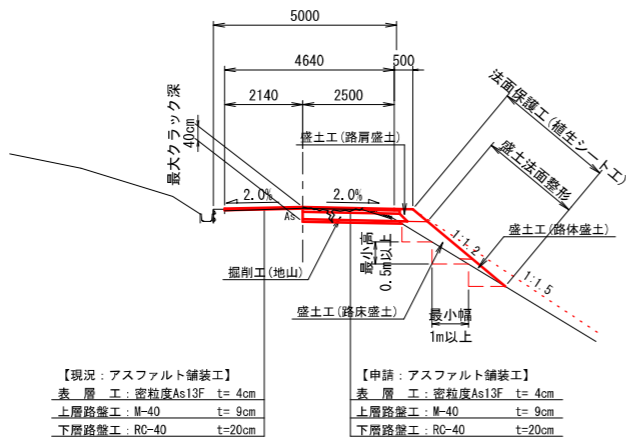 5000
4640
500
2140
2500
最大クラック深
40cm
法面保護工(植生シート工)
盛土法面整形
盛土工(路肩盛土)
2.0%
2.0%
As
1:1.2
盛土工(路体盛土)
掘削工(地山)
最小高
0.5m以上
1:1.5
盛土工(路床盛土)
最小幅
1m以上
【現況：アスファルト舗装工】
表　層　工：密粒度As13F　t= 4cm
上層路盤工：M-40　t= 9cm
下層路盤工：RC-40　t=20cm
【申請：アスファルト舗装工】
表　層　工：密粒度As13F　t= 4cm
上層路盤工：M-40　t= 9cm
下層路盤工：RC-40　t=20cm